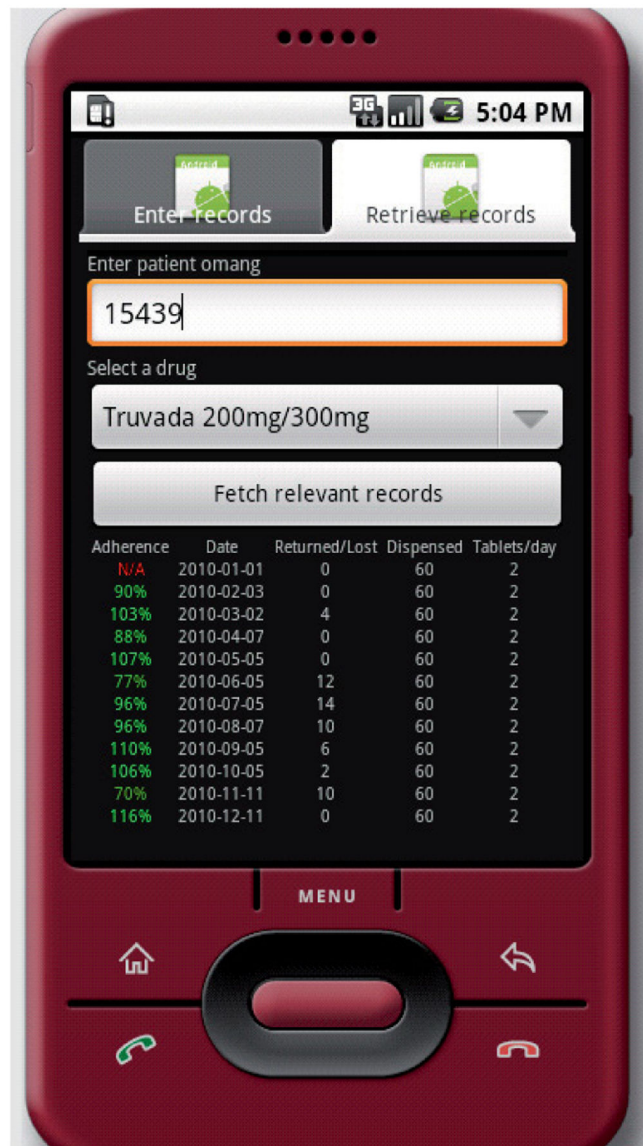 3G 5:04 PM
Android Android
Enter records Retrieve records
Enter patient omang
15439
Select a drug
Truvada 200mg/300mg
Fetch relevant records
Adherence Date Returned/Lost Dispensed Tablets/day
N/A 2010-01-01 0 60 2
90% 2010-02-03 0 60 2
103% 2010-03-02 4 60 2
88% 2010-04-07 0 60 2
107% 2010-05-05 0 60 2
77% 2010-06-05 12 60 2
96% 2010-07-05 14 60 2
96% 2010-08-07 10 60 2
110% 2010-09-05 6 60 2
106% 2010-10-05 2 60 2
70% 2010-11-11 10 60 2
116% 2010-12-11 0 60 2
MENU